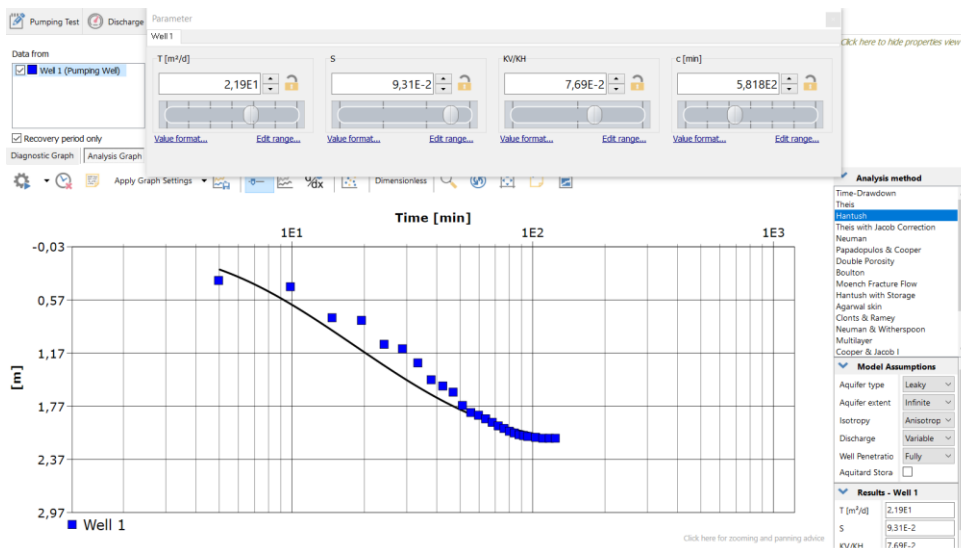 Pumping Test Discharge
Parameter
Well 1
Click here to hide properties view
Data from
Well 1 (Pumping Well)
Recovery period only
Diagnostic Graph Analysis Graph
T [m²/d] S KV/KH c [min]
2,19E1 9,31E-2 7,69E-2 5,818E2
Value format... Edit range... Value format... Edit range... Value format... Edit range... Value format... Edit range...
Apply Graph Settings %dx Dimensionless
Time [min]
1E1 1E2 1E3
-0,03
0,57
1,17
1,77
2,37
2,97
[m]
Well 1
Click here for zooming and panning advice
Analysis method
Time-Drawdown
Theis
Hantush
Theis with Jacob Correction
Neuman
Papadopulos & Cooper
Double Porosity
Boulton
Moench Fracture Flow
Hantush with Storage
Agarwal skin
Clonts & Ramey
Neuman & Witherspoon
Multilayer
Cooper & Jacob I
Model Assumptions
Aquifer type Leaky
Aquifer extent Infinite
Isotropy Anisotrop
Discharge Variable
Well Penetratio Fully
Aquitard Stora
Results - Well 1
T [m²/d] 2,19E1
S 9,31E-2
KV/KH 7,69E-2